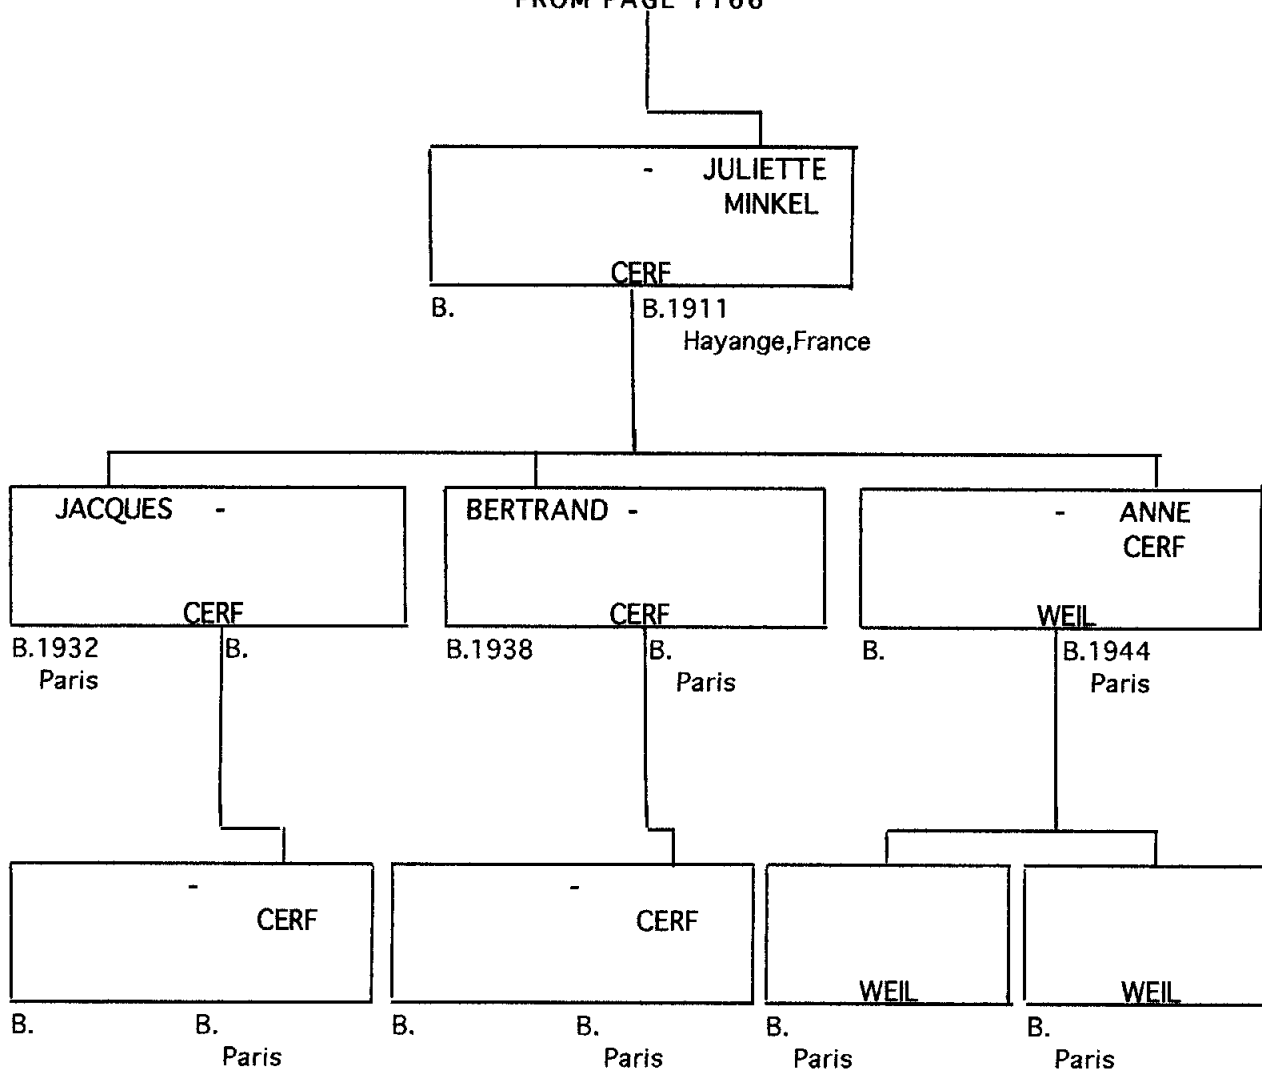 FROM PAGE 1166
- JULIETTE
MINKEL
CERF
B. B.1911
Hayange,France
JACQUES -
CERF
B.1932 B.
Paris
BERTRAND -
CERF
B.1938 B.
Paris
- ANNE
CERF
WEIL
B. B.1944
Paris
-
CERF
B. B.
Paris
-
CERF
B. B.
Paris
WEIL
B.
Paris
WEIL
B.
Paris